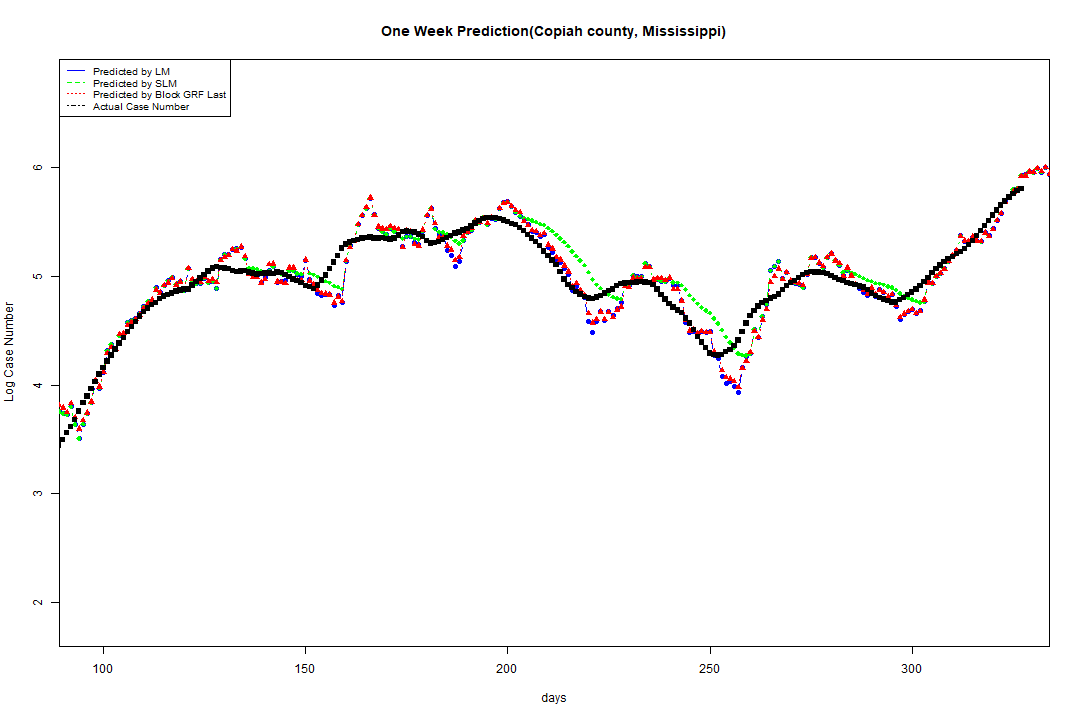 One Week Prediction(Copiah county, Mississippi)
Predicted by LM
Predicted by SLM
Predicted by Block GRF Last
Actual Case Number
6
5
4
3
2
Log Case Number
100 150 200 250 300
days